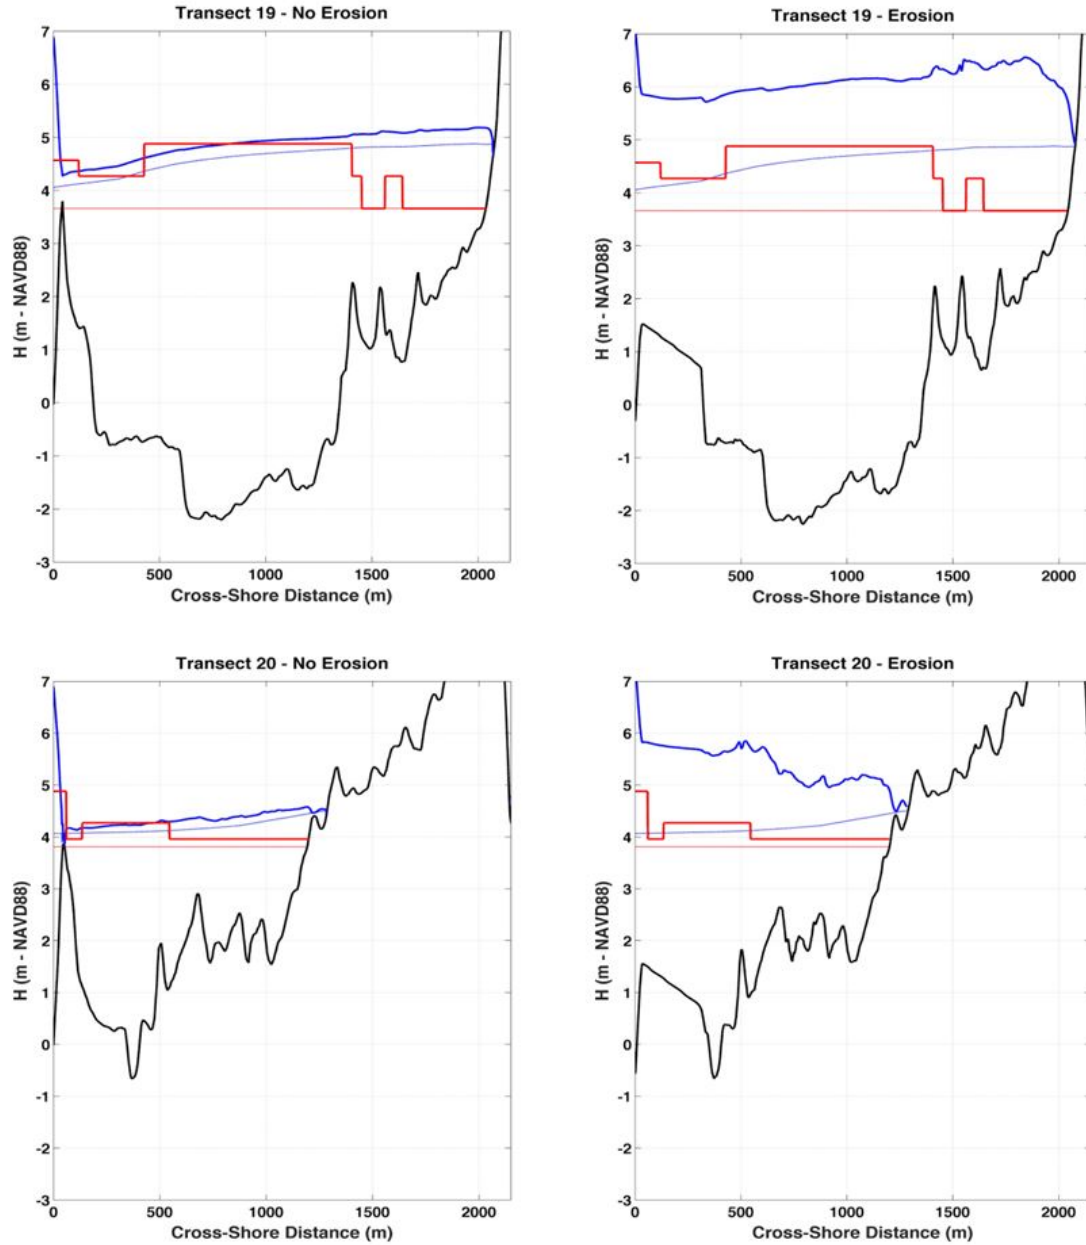 Transect 19 - No Erosion
7
6
5
4
3
2
1
0
-1
-2
-3
H (m - NAVD88)
0 500 1000 1500 2000
Cross-Shore Distance (m)
Transect 19 - Erosion
7
6
5
4
3
2
1
0
-1
-2
-3
H (m - NAVD88)
0 500 1000 1500 2000
Cross-Shore Distance (m)
Transect 20 - No Erosion
7
6
5
4
3
2
1
0
-1
-2
-3
H (m - NAVD88)
0 500 1000 1500 2000
Cross-Shore Distance (m)
Transect 20 - Erosion
7
6
5
4
3
2
1
0
-1
-2
-3
H (m - NAVD88)
0 500 1000 1500 2000
Cross-Shore Distance (m)